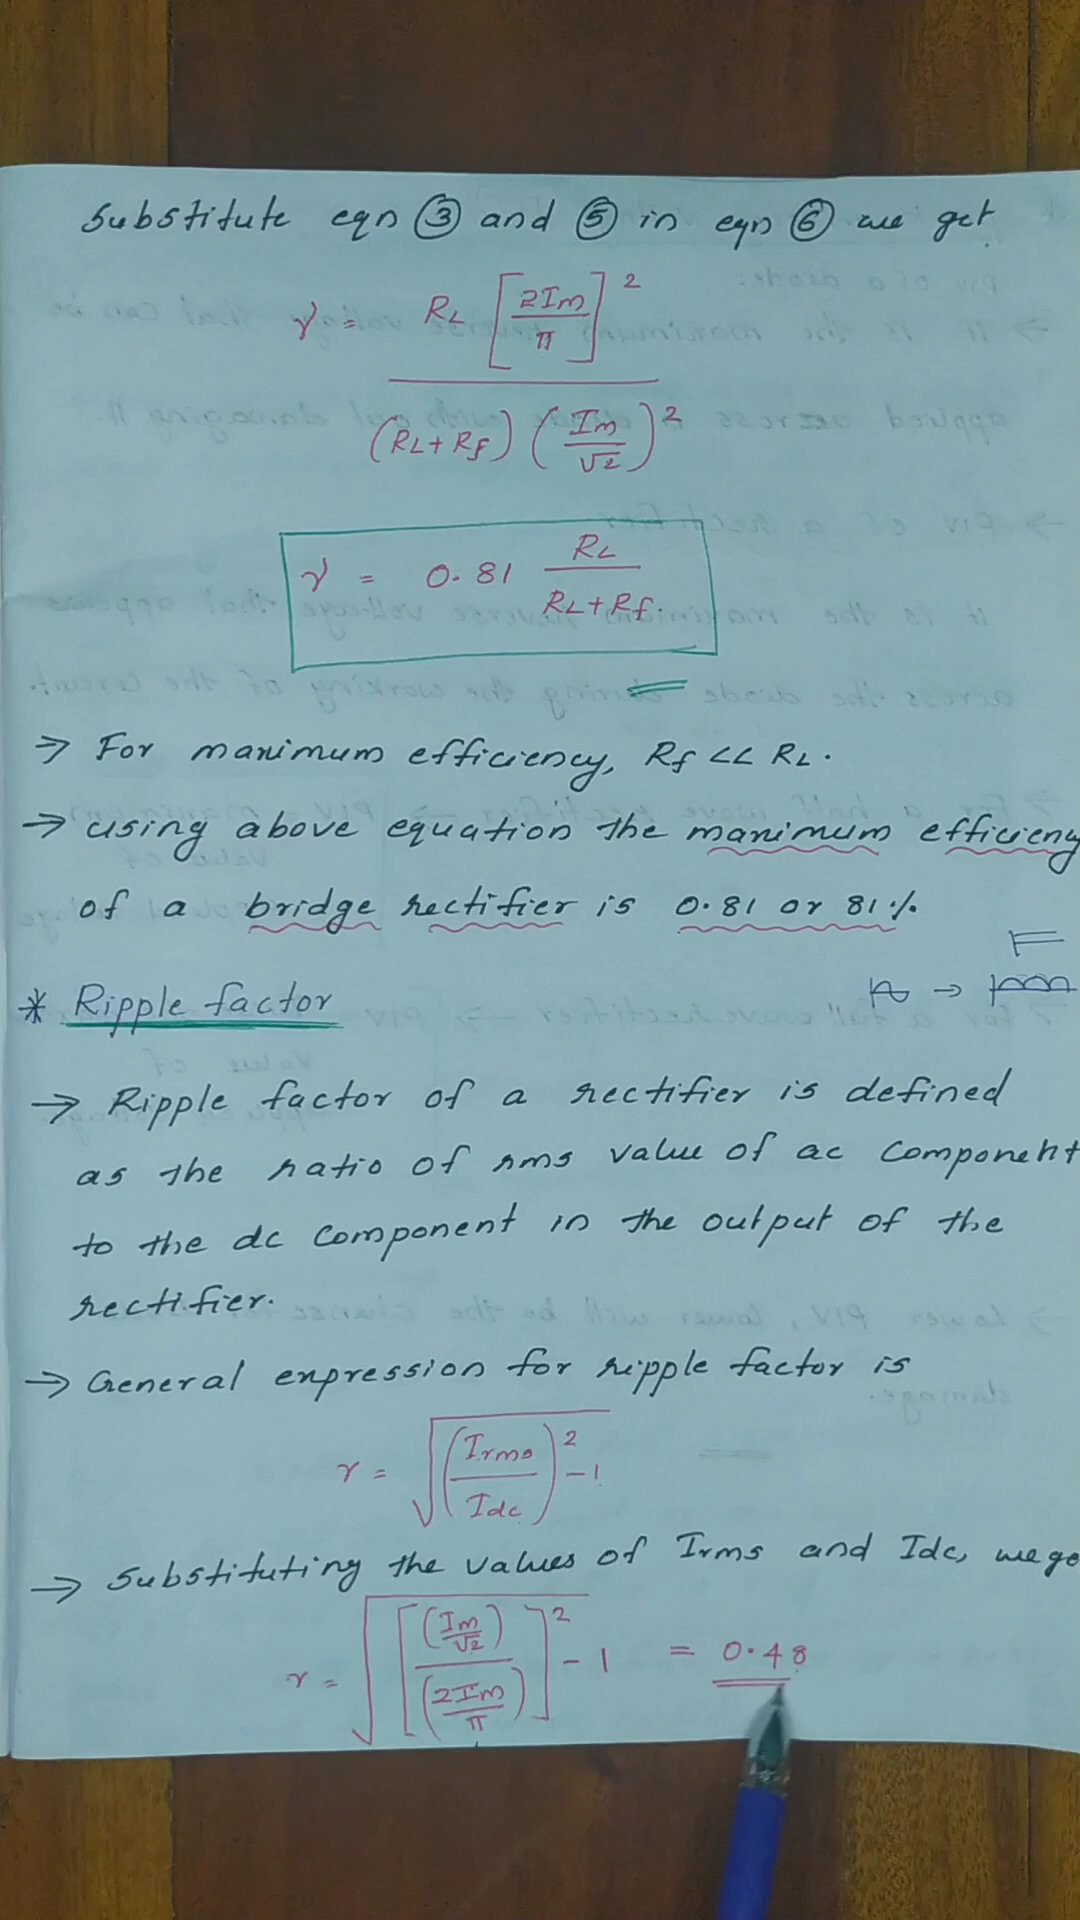 Substitute eqn ③ and ⑤ in eqn ⑥ we get
γ = RL [2Im/π]² / (RL+Rf) (Im/√2)²
γ = 0.81 RL / RL+Rf.
→ For maximum efficiency, Rf << RL.
→ using above equation the maximum efficiency
of a bridge rectifier is 0.81 or 81%
* Ripple factor
→ Ripple factor of a rectifier is defined
as the ratio of rms value of ac component
to the dc component in the output of the
rectifier.
→ General expression for ripple factor is
r = √(Irms/Idc)² -1
→ Substituting the values of Irms and Idc, we ge
r = √[(Im/√2)/(2Im/π)]² - 1 = 0.48